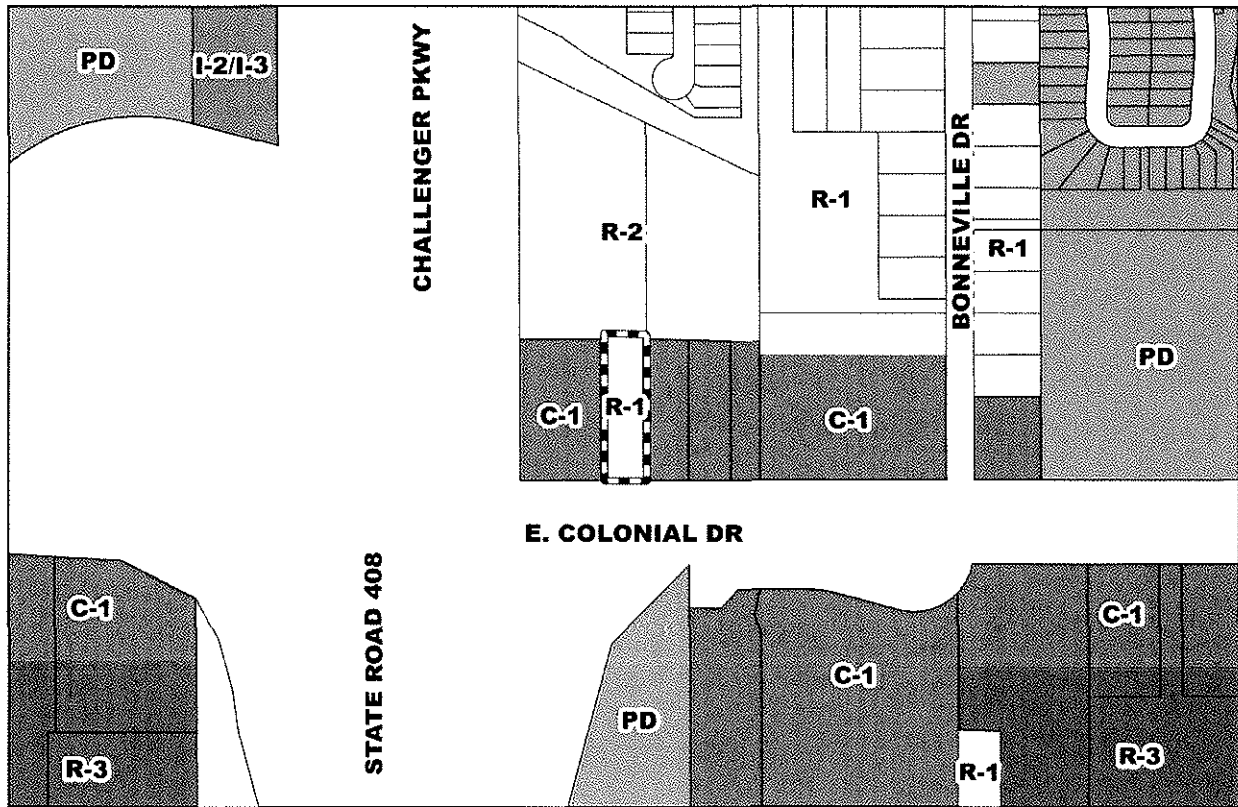 PD
I-2/I-3
CHALLENGER PKWY
R-1
BONNEVILLE DR
R-2
R-1
PD
C-1
R-1
C-1
E. COLONIAL DR
STATE ROAD 408
C-1
C-1
C-1
PD
R-3
R-1
R-3